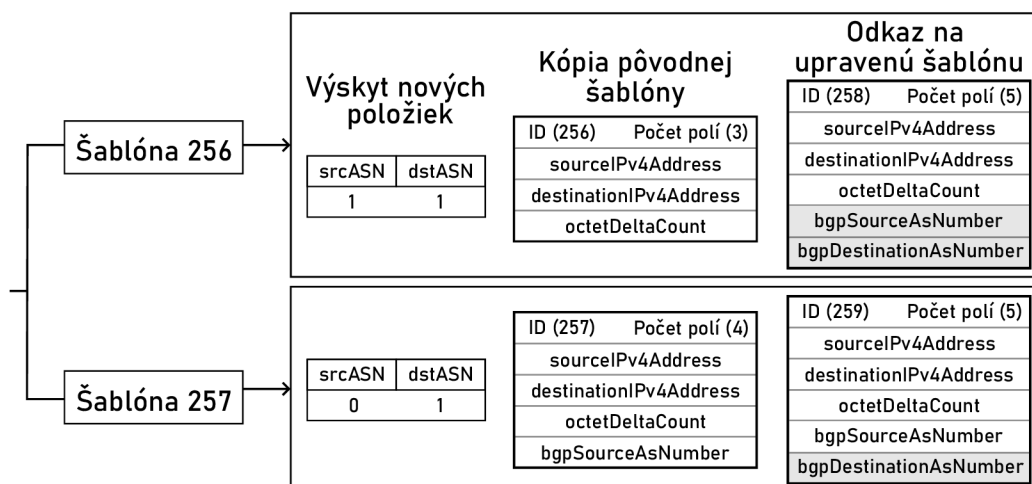 Šablóna 256
Výskyt nových
položiek
srcASN dstASN
1 1
Kópia pôvodnej
šablóny
ID (256) Počet polí (3)
sourceIPv4Address
destinationIPv4Address
octetDeltaCount
Odkaz na
upravenú šablónu
ID (258) Počet polí (5)
sourceIPv4Address
destinationIPv4Address
octetDeltaCount
bgpSourceAsNumber
bgpDestinationAsNumber
Šablóna 257
srcASN dstASN
0 1
ID (257) Počet polí (4)
sourceIPv4Address
destinationIPv4Address
octetDeltaCount
bgpSourceAsNumber
ID (259) Počet polí (5)
sourceIPv4Address
destinationIPv4Address
octetDeltaCount
bgpSourceAsNumber
bgpDestinationAsNumber